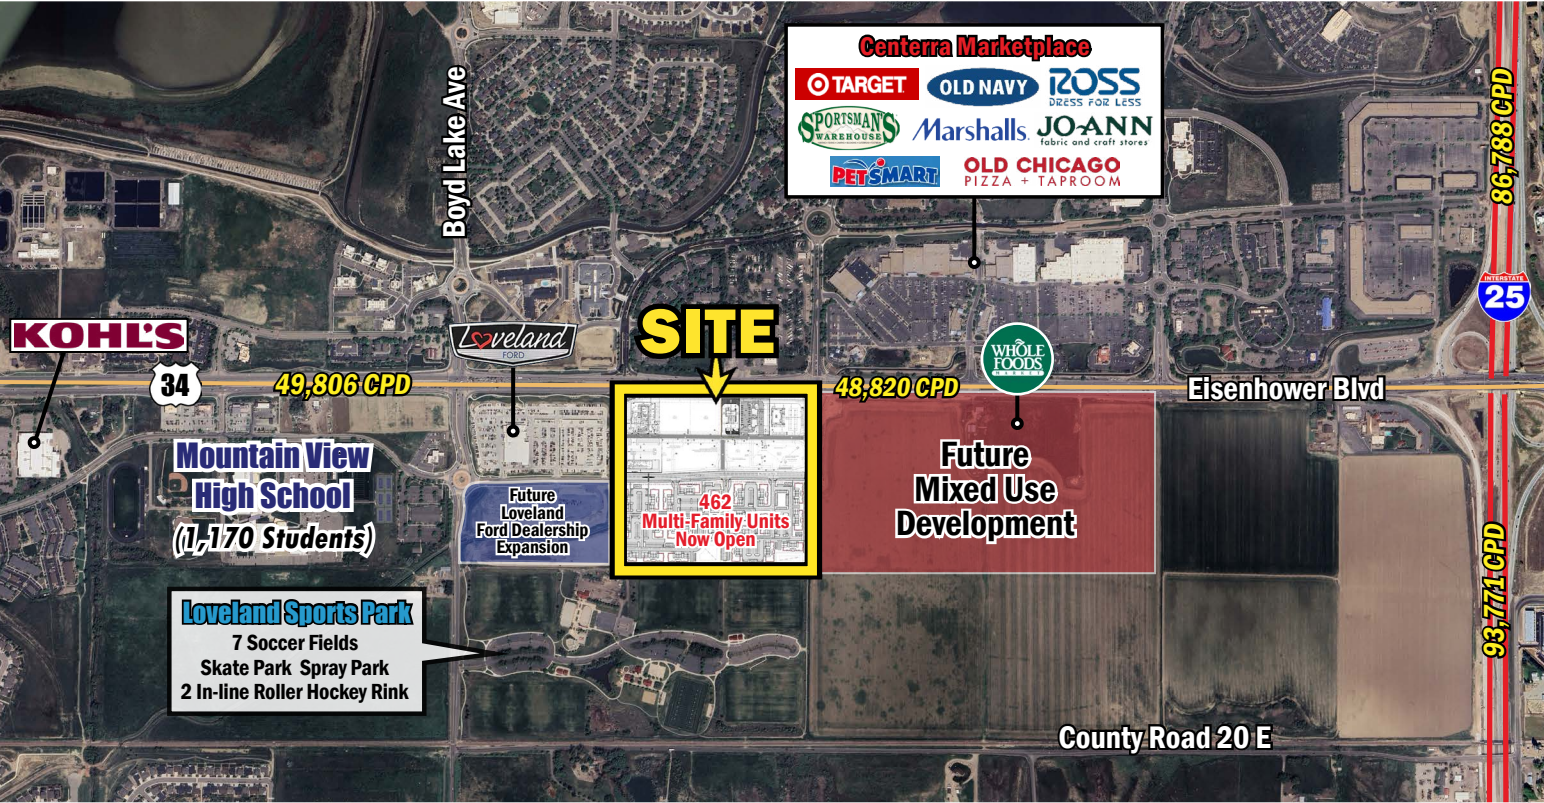 Centerra Marketplace
TARGET
OLD NAVY
ROSS
DRESS FOR LESS
SPORTSMAN'S
WAREHOUSE
Marshalls.
JO-ANN
fabric and craft stores
PETSMART
OLD CHICAGO
PIZZA + TAPROOM
Boyd Lake Ave
86,788 CPD
INTERSTATE
25
KOHL'S
34
49,806 CPD
Loveland
FORD
SITE
48,820 CPD
WHOLE
FOODS
MARKET
Eisenhower Blvd
Mountain View
High School
(1,170 Students)
Future
Loveland
Ford Dealership
Expansion
462
Multi-Family Units
Now Open
Future
Mixed Use
Development
93,771 CPD
Loveland Sports Park
7 Soccer Fields
Skate Park Spray Park
2 In-line Roller Hockey Rink
County Road 20 E